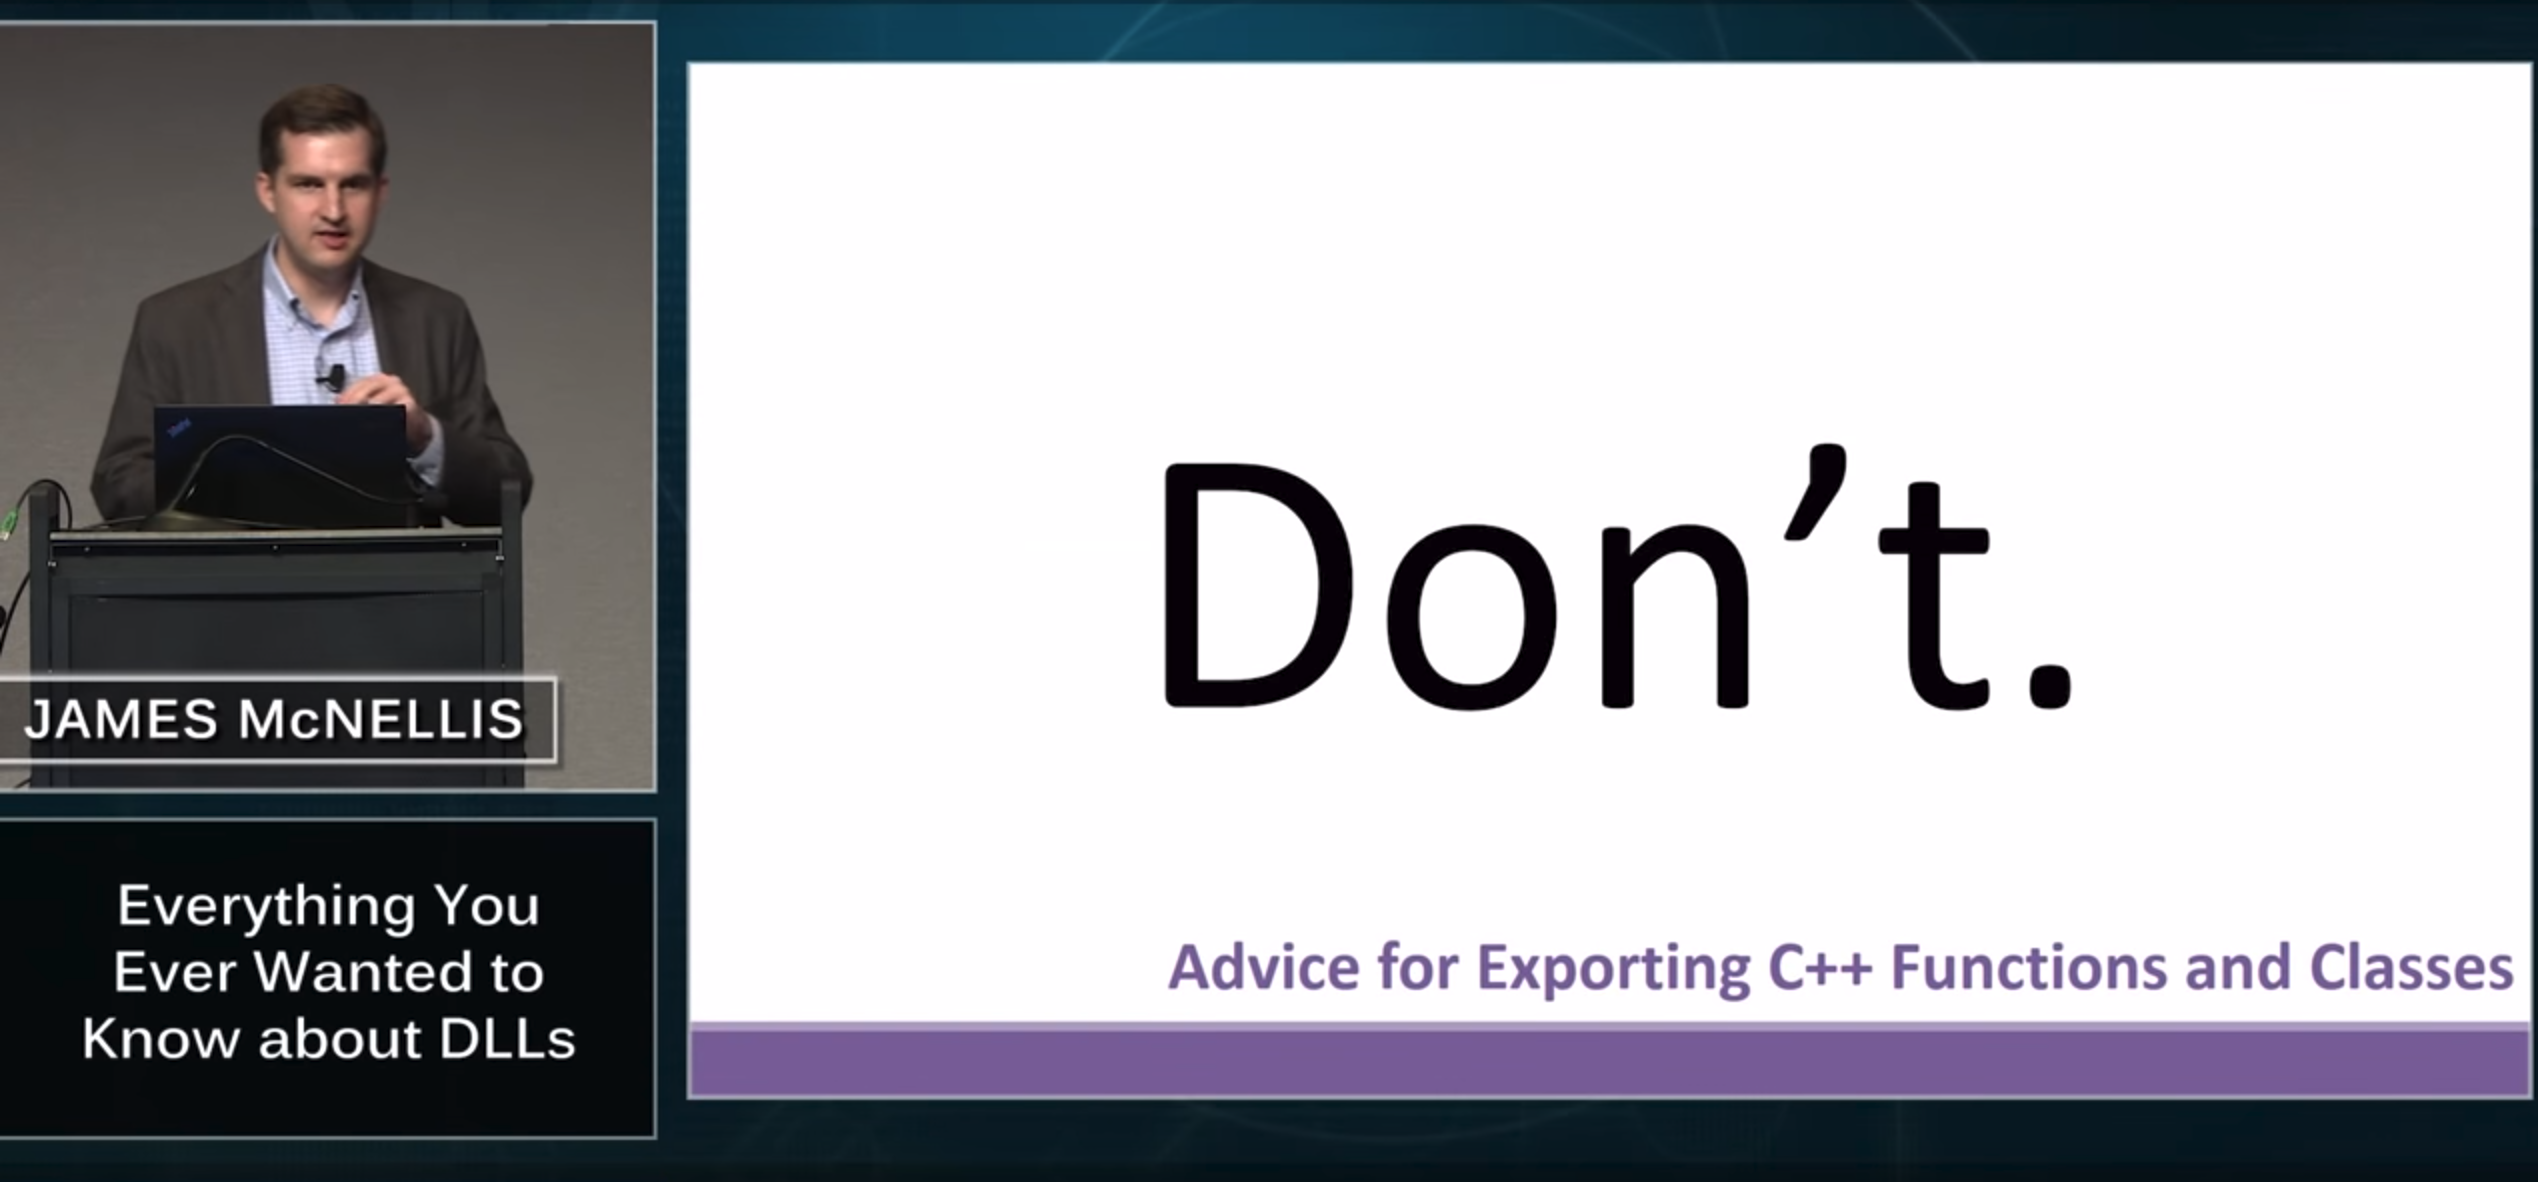 JAMES McNELLIS
Everything You
Ever Wanted to
Know about DLLs
Don’t.
Advice for Exporting C++ Functions and Classes